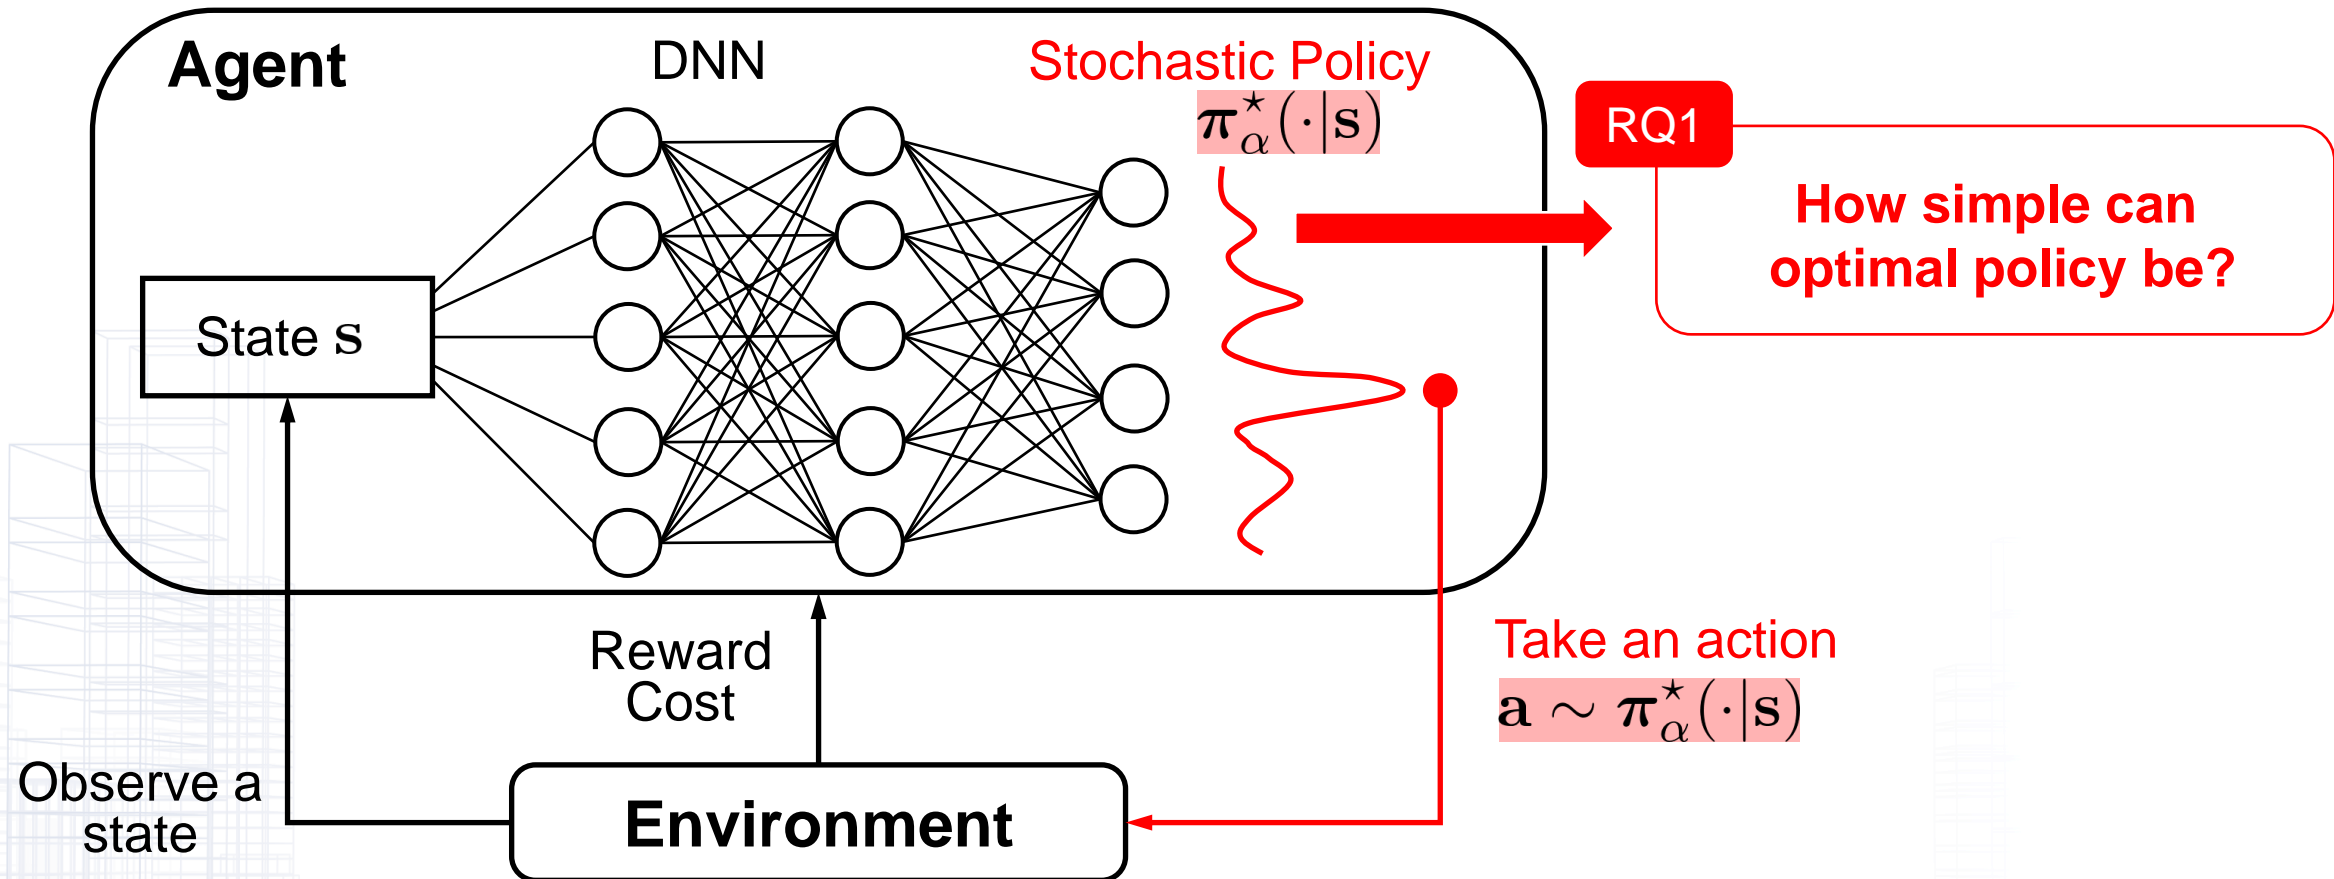 Agent
DNN
Stochastic Policy
π⋆α(·|s)
RQ1
How simple can
optimal policy be?
State s
Reward
Cost
Take an action
a ∼ π⋆α(·|s)
Observe a
state
Environment